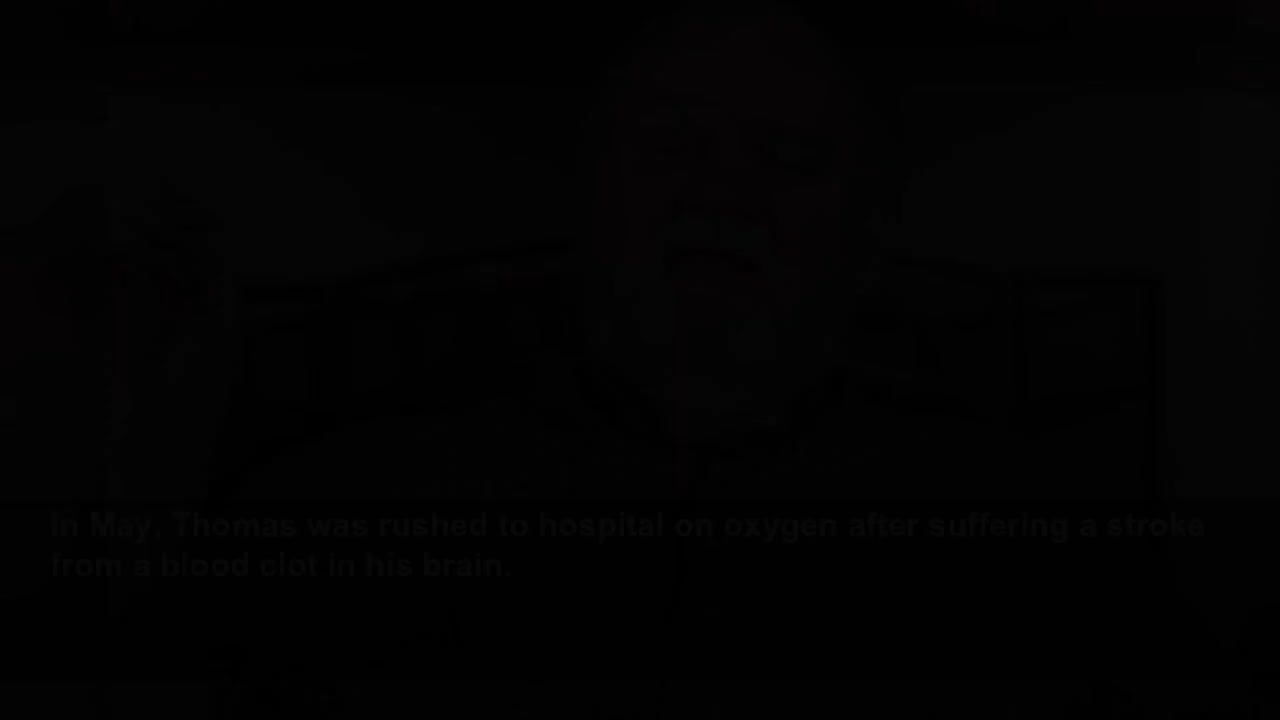 In May, Thomas was rushed to hospital on oxygen after suffering a stroke
from a blood clot in his brain.